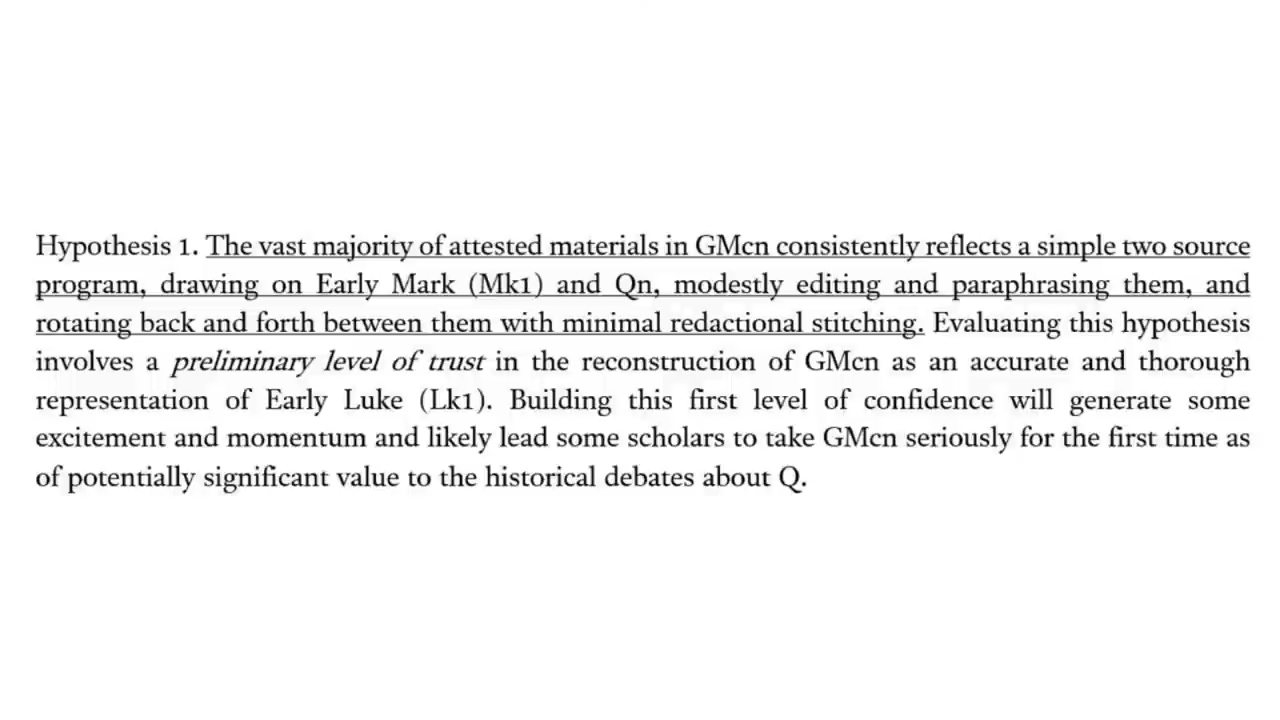 Hypothesis 1. The vast majority of attested materials in GMcn consistently reflects a simple two source
program, drawing on Early Mark (Mk1) and Qn, modestly editing and paraphrasing them, and
rotating back and forth between them with minimal redactional stitching. Evaluating this hypothesis
involves a preliminary level of trust in the reconstruction of GMcn as an accurate and thorough
representation of Early Luke (Lk1). Building this first level of confidence will generate some
excitement and momentum and likely lead some scholars to take GMcn seriously for the first time as
of potentially significant value to the historical debates about Q.